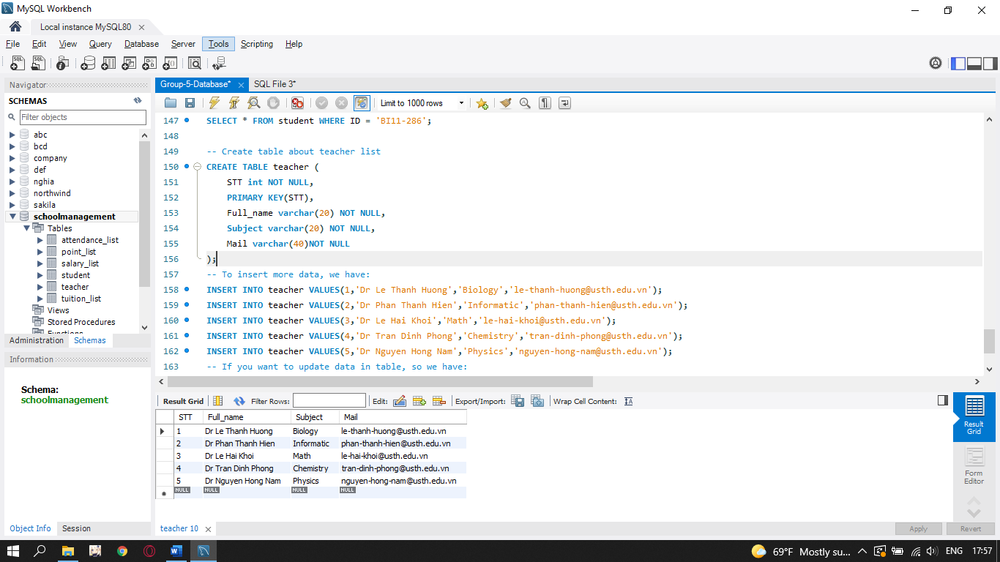 MySQL Workbench
Local instance MySQL80
File Edit View Query Database Server Tools Scripting Help
Navigator
SCHEMAS
Filter objects
abc
bcd
company
def
nghia
northwind
sakila
schoolmanagement
Tables
attendance_list
point_list
salary_list
student
teacher
tuition_list
Views
Stored Procedures
Administration Schemas
Information
Schema:
schoolmanagement
Object Info Session
Group-5-Database* SQL File 3*
Limit to 1000 rows
147 SELECT * FROM student WHERE ID = 'BI11-286';
148
149 -- Create table about teacher list
150 CREATE TABLE teacher (
151 STT int NOT NULL,
152 PRIMARY KEY(STT),
153 Full_name varchar(20) NOT NULL,
154 Subject varchar(20) NOT NULL,
155 Mail varchar(40)NOT NULL
156 );
157 -- To insert more data, we have:
158 INSERT INTO teacher VALUES(1,'Dr Le Thanh Huong','Biology','le-thanh-huong@usth.edu.vn');
159 INSERT INTO teacher VALUES(2,'Dr Phan Thanh Hien','Informatic','phan-thanh-hien@usth.edu.vn');
160 INSERT INTO teacher VALUES(3,'Dr Le Hai Khoi','Math','le-hai-khoi@usth.edu.vn');
161 INSERT INTO teacher VALUES(4,'Dr Tran Dinh Phong','Chemistry','tran-dinh-phong@usth.edu.vn');
162 INSERT INTO teacher VALUES(5,'Dr Nguyen Hong Nam','Physics','nguyen-hong-nam@usth.edu.vn');
163 -- If you want to update data in table, so we have:
Result Grid Filter Rows: Edit: Export/Import: Wrap Cell Content:
STT Full_name Subject Mail
1 Dr Le Thanh Huong Biology le-thanh-huong@usth.edu.vn
2 Dr Phan Thanh Hien Informatic phan-thanh-hien@usth.edu.vn
3 Dr Le Hai Khoi Math le-hai-khoi@usth.edu.vn
4 Dr Tran Dinh Phong Chemistry tran-dinh-phong@usth.edu.vn
5 Dr Nguyen Hong Nam Physics nguyen-hong-nam@usth.edu.vn
NULL NULL NULL NULL
Result
Grid
Form
Editor
teacher 10
Apply Revert
69°F Mostly su... ENG 17:57